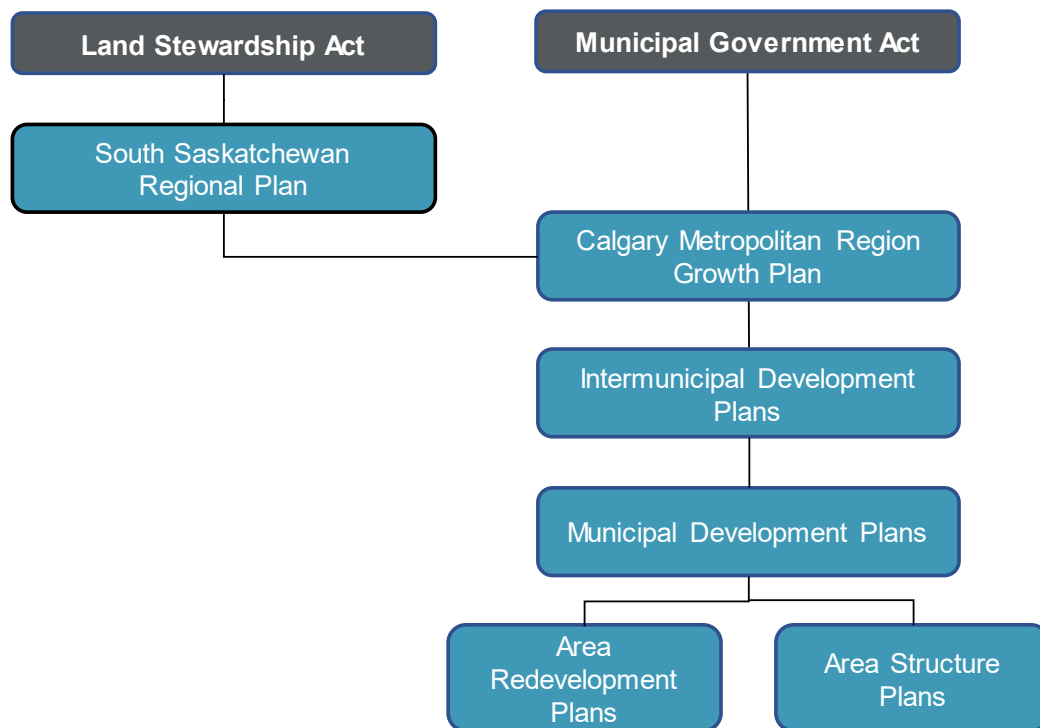 Land Stewardship Act
Municipal Government Act
South Saskatchewan
Regional Plan
Calgary Metropolitan Region
Growth Plan
Intermunicipal Development
Plans
Municipal Development Plans
Area
Redevelopment
Plans
Area Structure
Plans